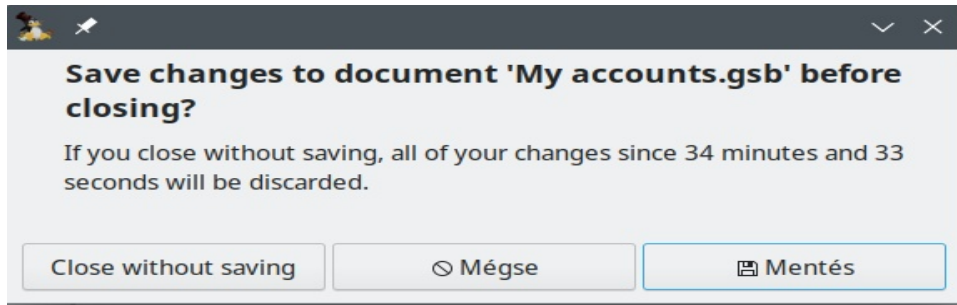 Save changes to document 'My accounts.gsb' before
closing?
If you close without saving, all of your changes since 34 minutes and 33
seconds will be discarded.
Close without saving
Mégse
Mentés